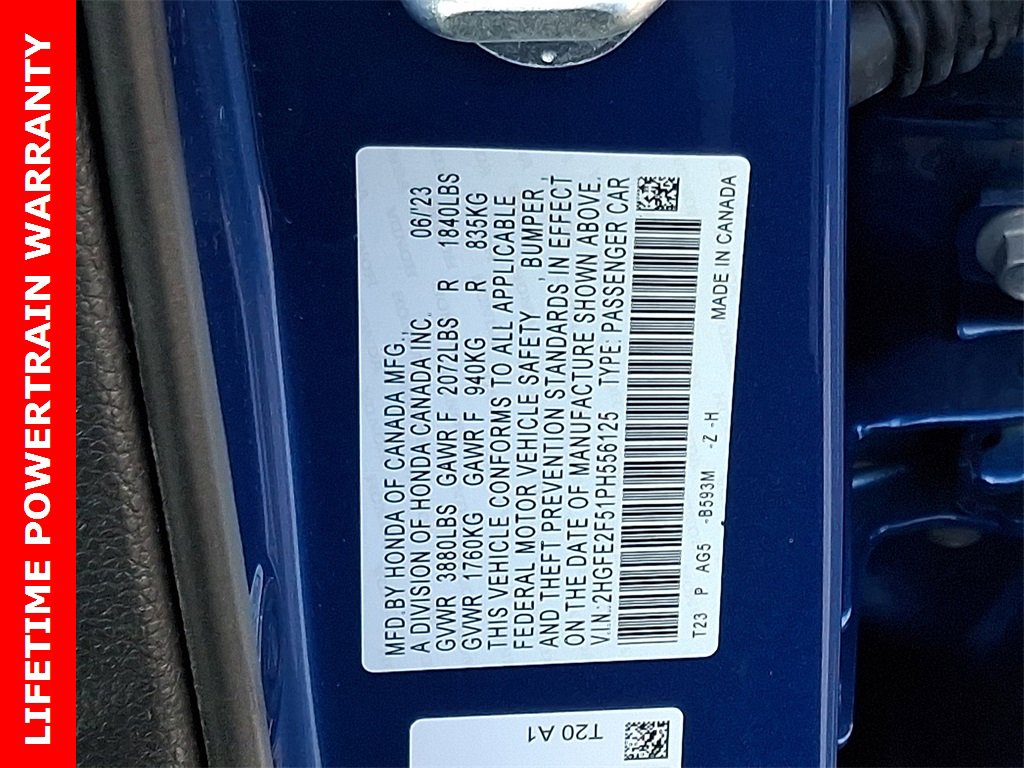 LIFETIME POWERTRAIN WARRANTY
MFD.BY HONDA OF CANADA MFG., 06/'23
A DIVISION OF HONDA CANADA INC.
GVWR 3880LBS GAWR F 2072LBS R 1840LBS
GVWR 1760KG GAWR F 940KG R 835KG
THIS VEHICLE CONFORMS TO ALL APPLICABLE
FEDERAL MOTOR VEHICLE SAFETY , BUMPER ,
AND THEFT PREVENTION STANDARDS IN EFFECT
ON THE DATE OF MANUFACTURE SHOWN ABOVE.
V.I.N.:2HGFE2F51PH556125 TYPE: PASSENGER CAR
T23 P AG5 -B593M -Z -H MADE IN CANADA
T20 A1